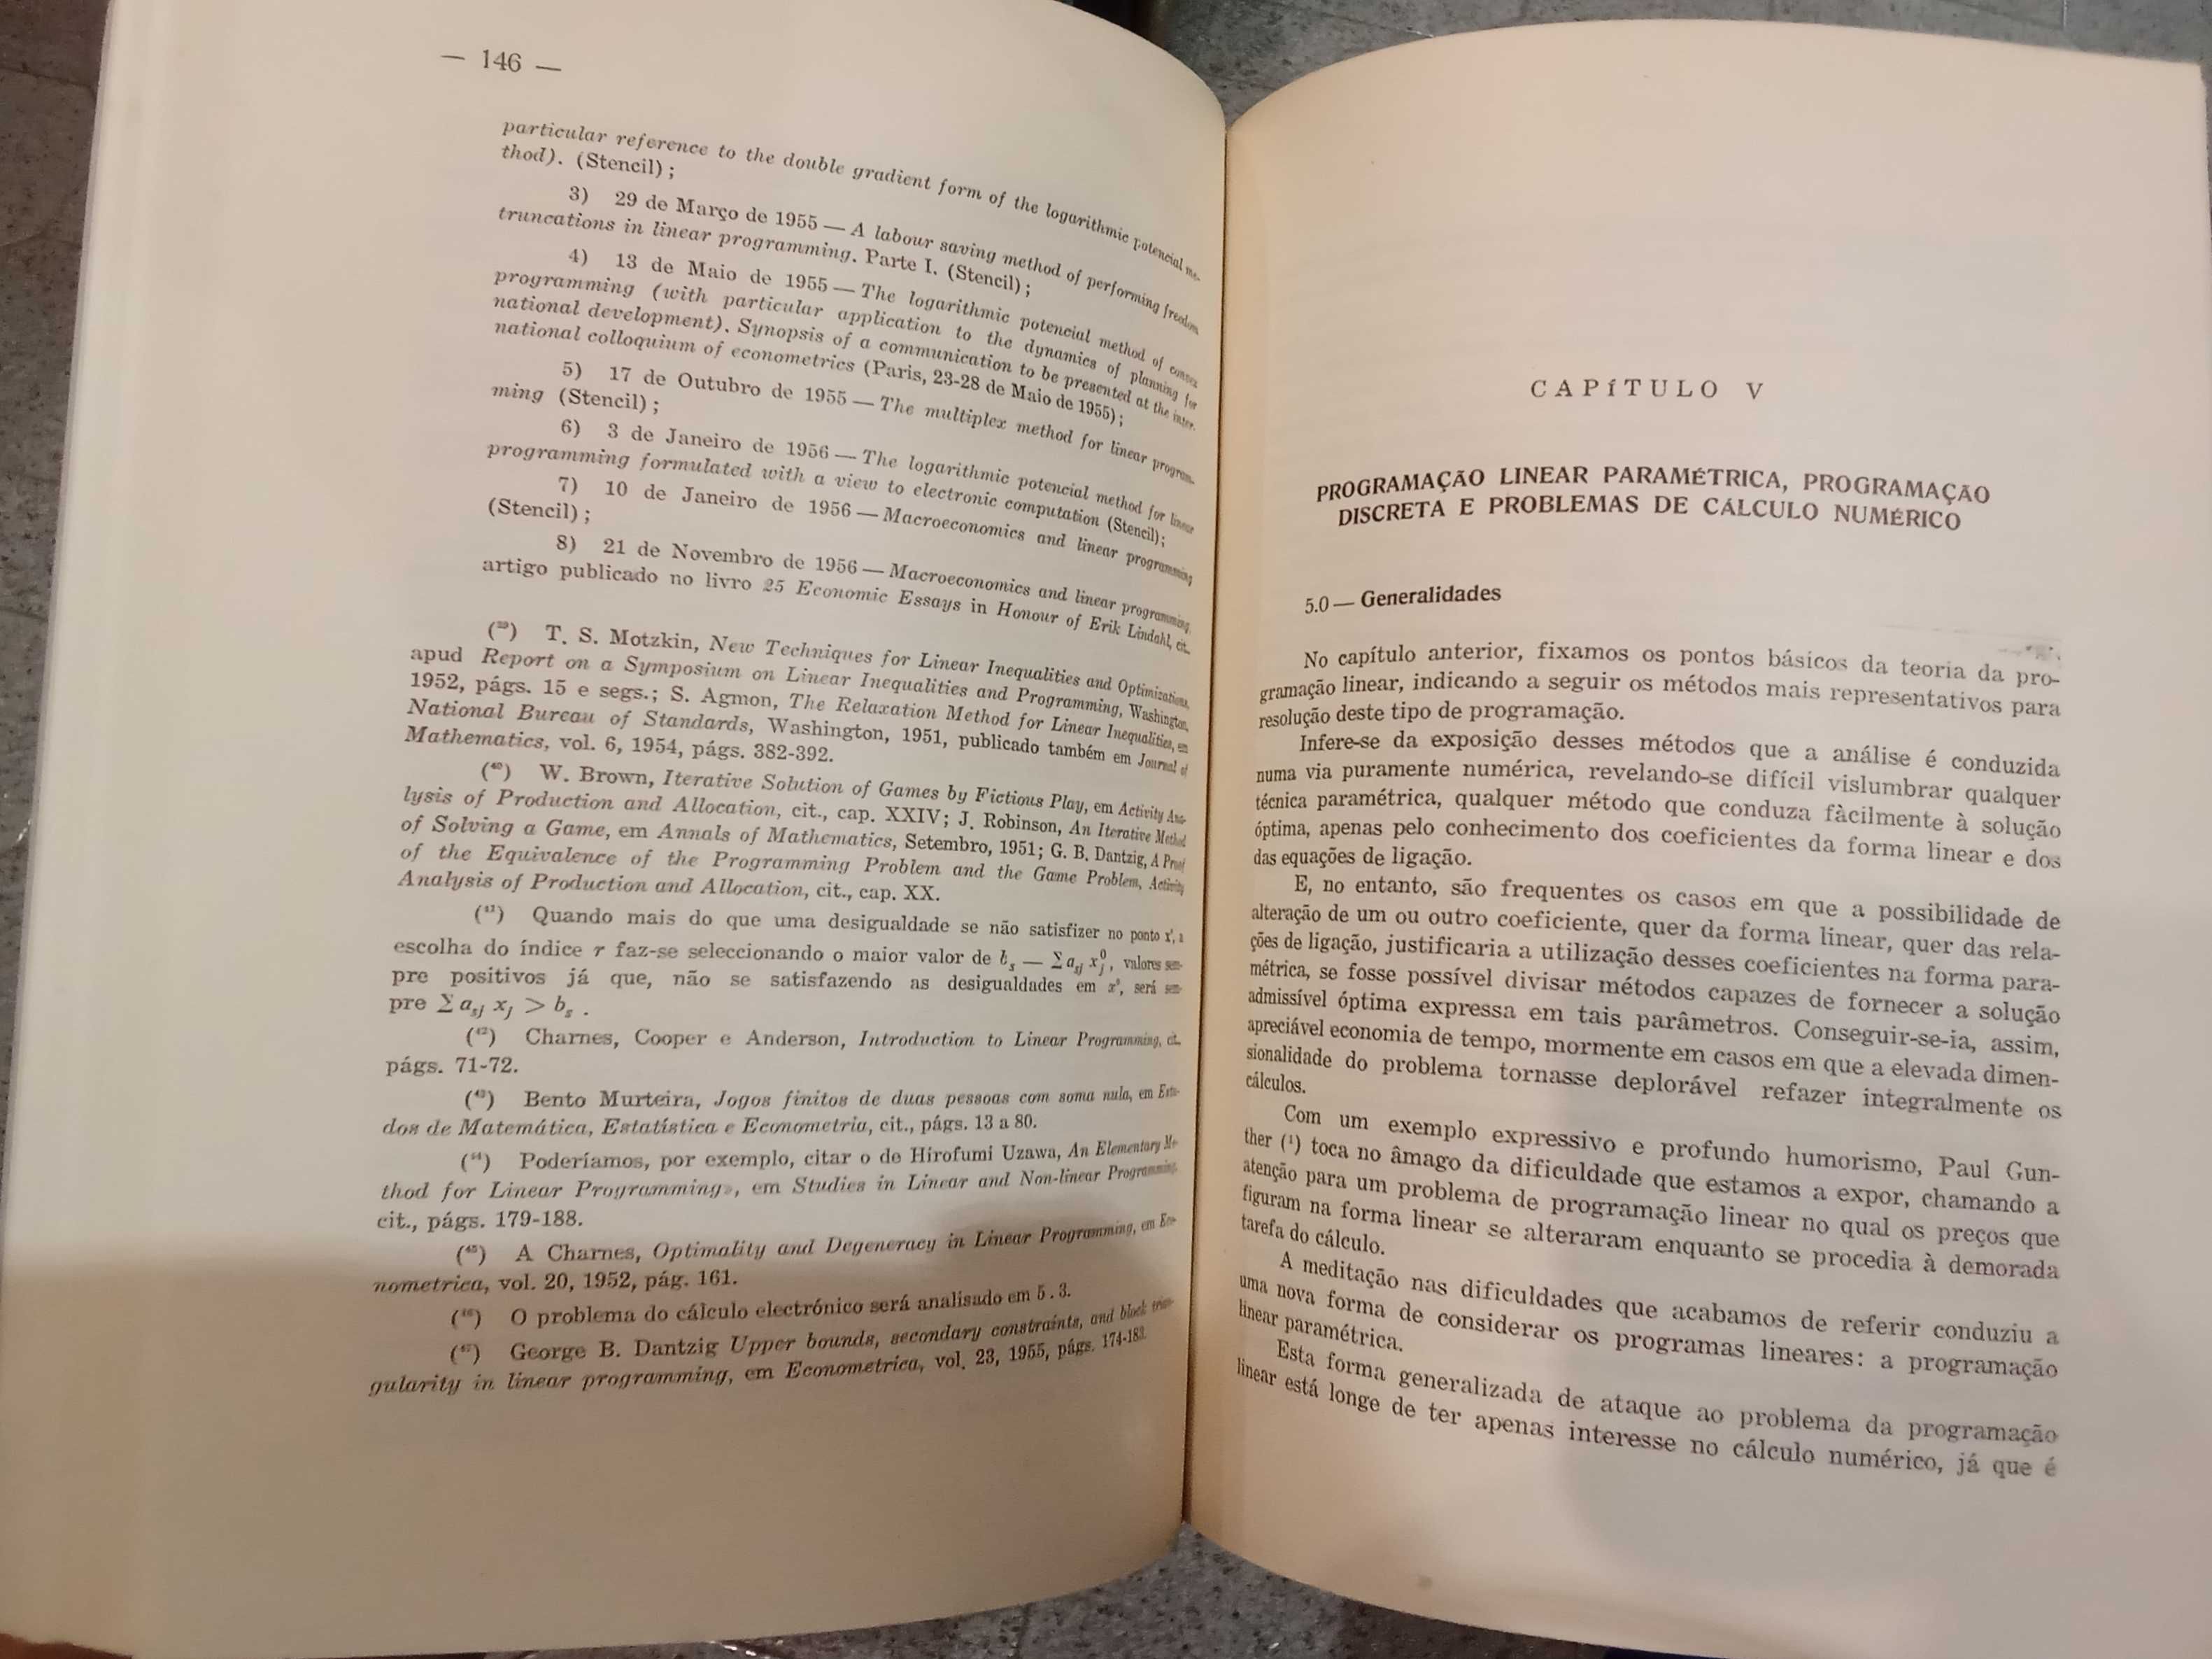 — 146 —
particular reference to the double gradient form of the logarithmic potencial me-
thod). (Stencil) ;
3) 29 de Março de 1955 — A labour saving method of performing freedom
truncations in linear programming. Parte I. (Stencil) ;
4) 13 de Maio de 1955 — The logarithmic potencial method of convex
programming (with particular application to the dynamics of planning for
national development). Synopsis of a communication to be presented at the inter-
national colloquium of econometrics (Paris, 23-28 de Maio de 1955) ;
5) 17 de Outubro de 1955 — The multiplex method for linear program-
ming (Stencil) ;
6) 3 de Janeiro de 1956 — The logarithmic potencial method for linear
programming formulated with a view to electronic computation (Stencil);
7) 10 de Janeiro de 1956 — Macroeconomics and linear programming
(Stencil) ;
8) 21 de Novembro de 1956 — Macroeconomics and linear programming,
artigo publicado no livro 25 Economic Essays in Honour of Erik Lindahl, cit..
(39) T. S. Motzkin, New Techniques for Linear Inequalities and Optimizations,
apud Report on a Symposium on Linear Inequalities and Programming, Washington,
1952, págs. 15 e segs.; S. Agmon, The Relaxation Method for Linear Inequalities, em
National Bureau of Standards, Washington, 1951, publicado também em Journal of
Mathematics, vol. 6, 1954, págs. 382-392.
(40) W. Brown, Iterative Solution of Games by Fictious Play, em Activity Ana-
lysis of Production and Allocation, cit., cap. XXIV; J. Robinson, An Iterative Method
of Solving a Game, em Annals of Mathematics, Setembro, 1951; G. B. Dantzig, A Proof
of the Equivalence of the Programming Problem and the Game Problem, Activity
Analysis of Production and Allocation, cit., cap. XX.
(41) Quando mais do que uma desigualdade se não satisfizer no ponto x', a
escolha do índice r faz-se seleccionando o maior valor de b_s — Σ a_sj x_j^0, valores sem-
pre positivos já que, não se satisfazendo as desigualdades em x^0, será sem-
pre Σ a_sj x_j > b_s .
(42) Charnes, Cooper e Anderson, Introduction to Linear Programming, cit.,
págs. 71-72.
(43) Bento Murteira, Jogos finitos de duas pessoas com soma nula, em Estu-
dos de Matemática, Estatística e Econometria, cit., págs. 13 a 80.
(44) Poderíamos, por exemplo, citar o de Hirofumi Uzawa, An Elementary Me-
thod for Linear Programming», em Studies in Linear and Non-linear Programming,
cit., págs. 179-188.
(45) A Charnes, Optimality and Degeneracy in Linear Programming, em Eco-
nometrica, vol. 20, 1952, pág. 161.
(46) O problema do cálculo electrónico será analisado em 5.3.
(47) George B. Dantzig Upper bounds, secondary constraints, and block trian-
gularity in linear programming, em Econometrica, vol. 23, 1955, págs. 174-183.
CAPíTULO V
PROGRAMAÇÃO LINEAR PARAMÉTRICA, PROGRAMAÇÃO
DISCRETA E PROBLEMAS DE CÁLCULO NUMÉRICO
5.0 — Generalidades
No capítulo anterior, fixamos os pontos básicos da teoria da pro-
gramação linear, indicando a seguir os métodos mais representativos para
resolução deste tipo de programação.
Infere-se da exposição desses métodos que a análise é conduzida
numa via puramente numérica, revelando-se difícil vislumbrar qualquer
técnica paramétrica, qualquer método que conduza fàcilmente à solução
óptima, apenas pelo conhecimento dos coeficientes da forma linear e dos
das equações de ligação.
E, no entanto, são frequentes os casos em que a possibilidade de
alteração de um ou outro coeficiente, quer da forma linear, quer das rela-
ções de ligação, justificaria a utilização desses coeficientes na forma para-
métrica, se fosse possível divisar métodos capazes de fornecer a solução
admissível óptima expressa em tais parâmetros. Conseguir-se-ia, assim,
apreciável economia de tempo, mormente em casos em que a elevada dimen-
sionalidade do problema tornasse deplorável refazer integralmente os
cálculos.
Com um exemplo expressivo e profundo humorismo, Paul Gun-
ther (1) toca no âmago da dificuldade que estamos a expor, chamando a
atenção para um problema de programação linear no qual os preços que
figuram na forma linear se alteraram enquanto se procedia à demorada
tarefa do cálculo.
A meditação nas dificuldades que acabamos de referir conduziu a
uma nova forma de considerar os programas lineares: a programação
linear paramétrica.
Esta forma generalizada de ataque ao problema da programação
linear está longe de ter apenas interesse no cálculo numérico, já que é